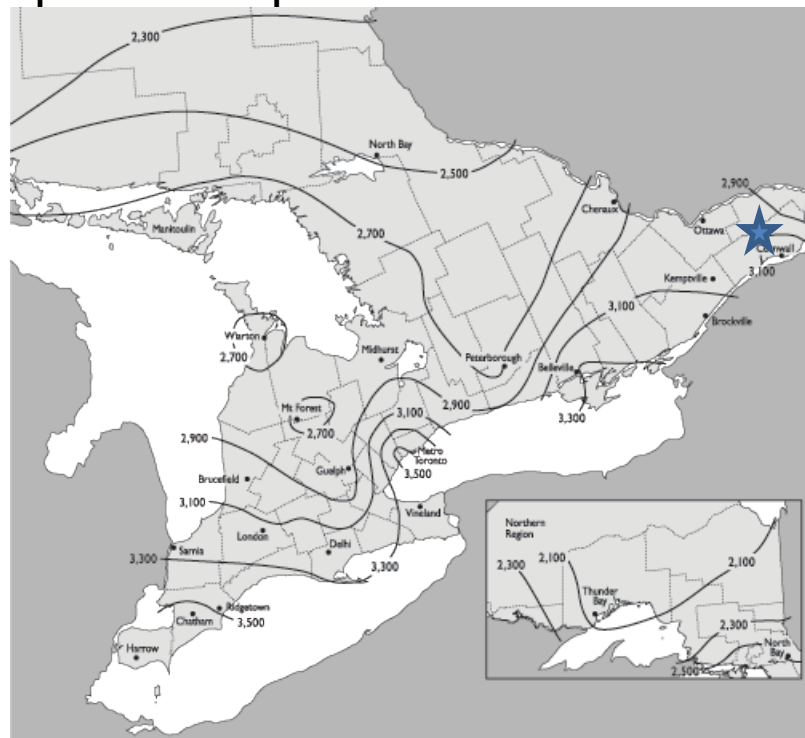 2,300
North Bay
2,500
2,900
Chenaux
Ottawa
Manitoulin
2,700
Cornwall
3,100
Kemptville
3,100
Brockville
Wiarton
2,700
Midhurst
Peterborough
Belleville
Mt Forest
2,700
3,100
2,900
3,300
2,900
Metro
Toronto
Guelph
3,500
Brucefield
3,100
Vineland
London
Delhi
Sarnia
3,300
3,300
Ridgetown
Chatham
3,500
Harrow
Northern
Region
2,300
2,100
2,100
Thunder
Bay
2,300
North
Bay
2,500